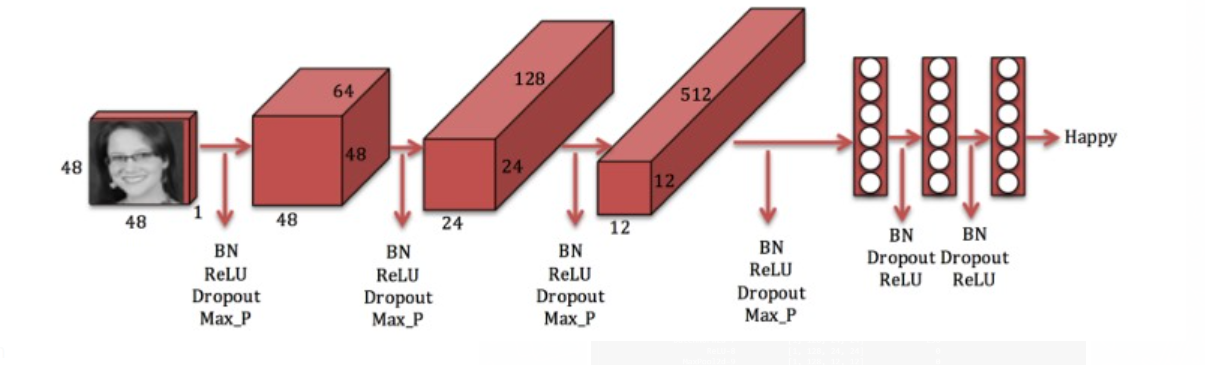 48
48
1
64
48
48
128
24
24
512
12
12
Happy
BN
ReLU
Dropout
Max_P
BN
ReLU
Dropout
Max_P
BN
ReLU
Dropout
Max_P
BN
ReLU
Dropout
Max_P
BN
Dropout
ReLU
BN
Dropout
ReLU